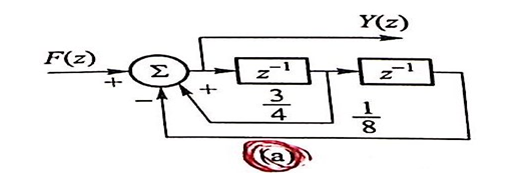 Y(z)
F(z) + Σ + z⁻¹ z⁻¹
−
3/4 1/8
(a)